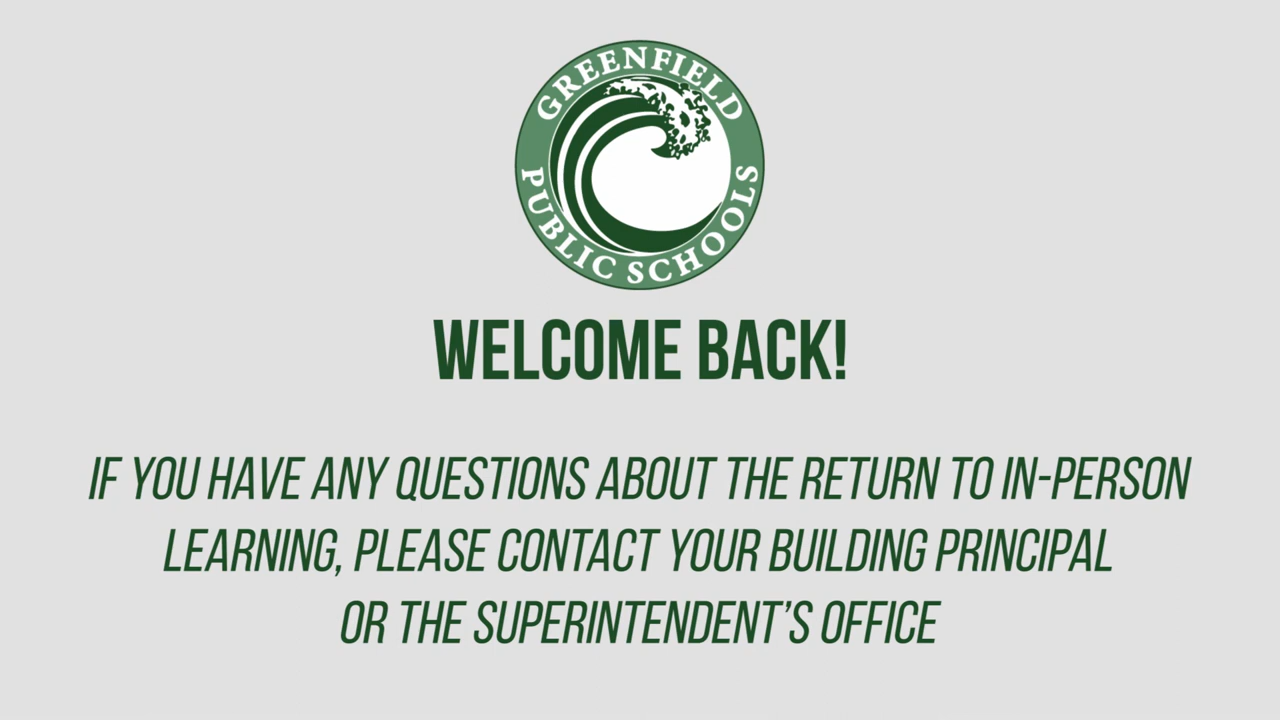 GREENFIELD
PUBLIC SCHOOLS
WELCOME BACK!
IF YOU HAVE ANY QUESTIONS ABOUT THE RETURN TO IN-PERSON
LEARNING, PLEASE CONTACT YOUR BUILDING PRINCIPAL
OR THE SUPERINTENDENT’S OFFICE